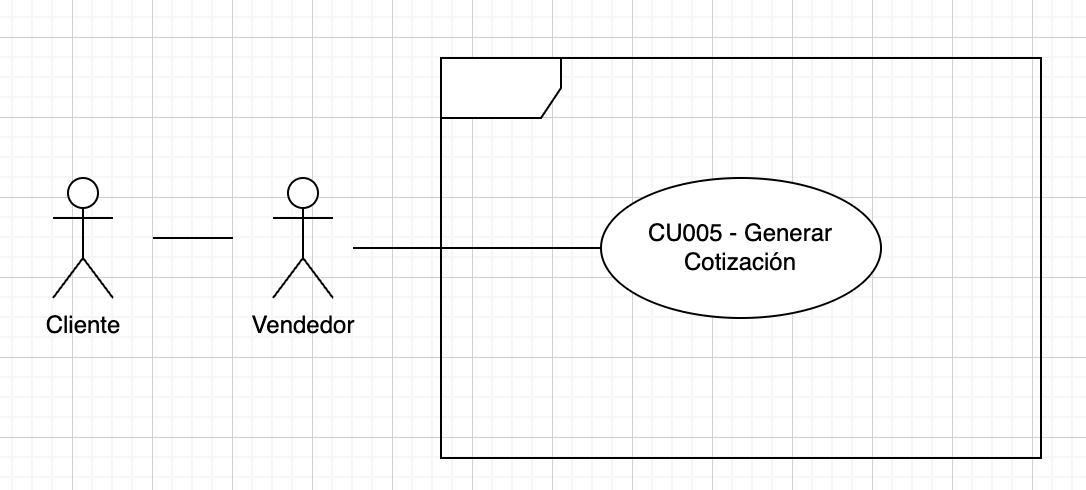 CU005 - Generar
Cotización
Cliente
Vendedor